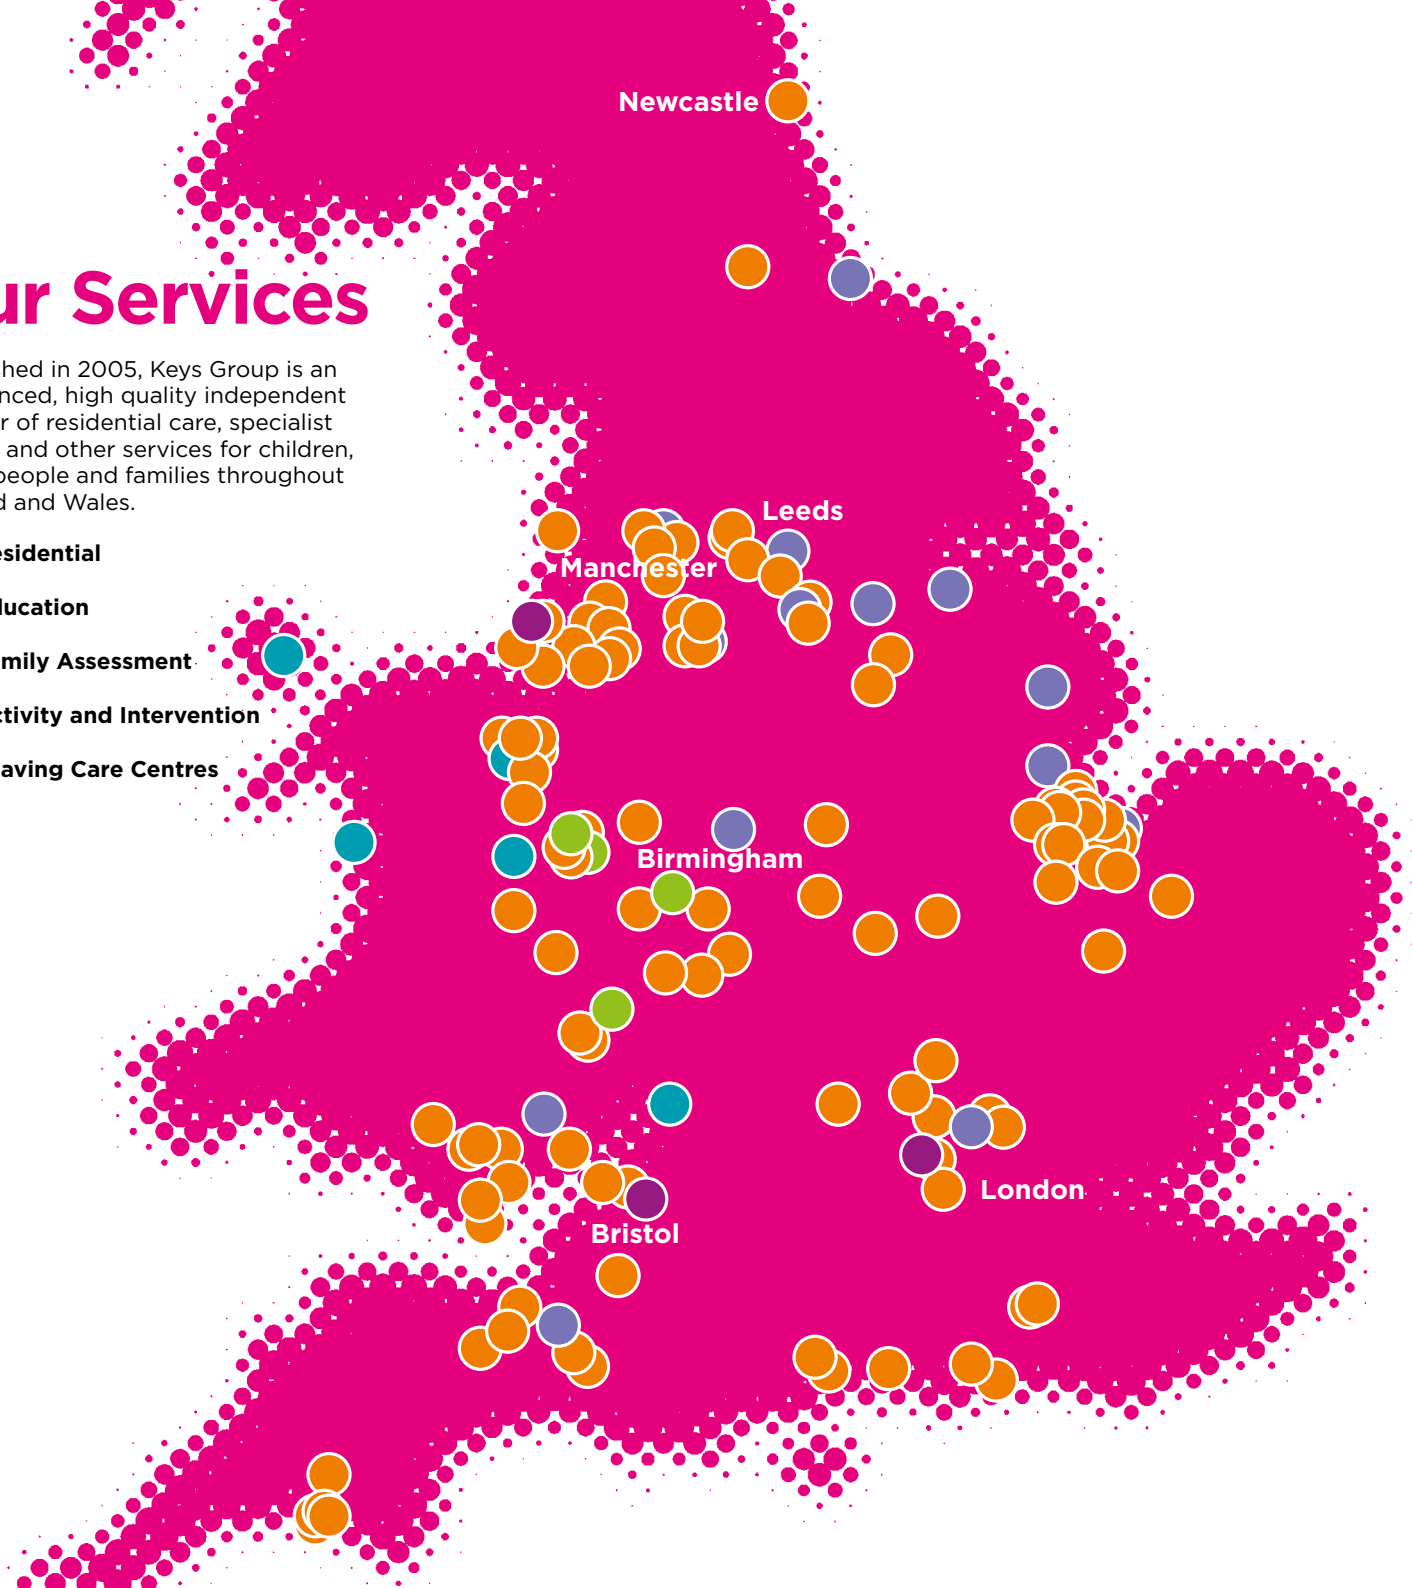 Newcastle
ur Services
shed in 2005, Keys Group is an
nced, high quality independent
r of residential care, specialist
and other services for children,
people and families throughout
d and Wales.
esidential
ducation
mily Assessment
ctivity and Intervention
aving Care Centres
Leeds
Manchester
Birmingham
London
Bristol